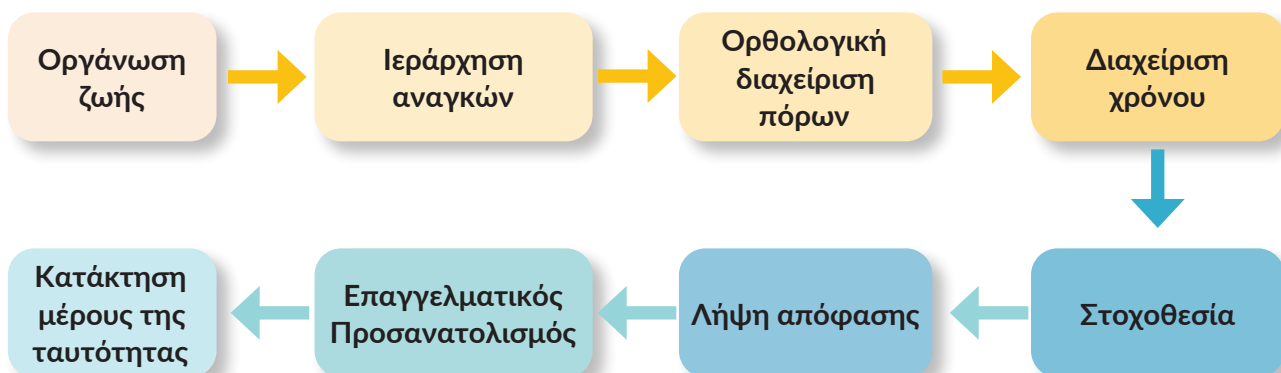 Οργάνωση
ζωής
Ιεράρχηση
αναγκών
Ορθολογική
διαχείριση
πόρων
Διαχείριση
χρόνου
Στοχοθεσία
Λήψη απόφασης
Επαγγελματικός
Προσανατολισμός
Κατάκτηση
μέρους της
ταυτότητας